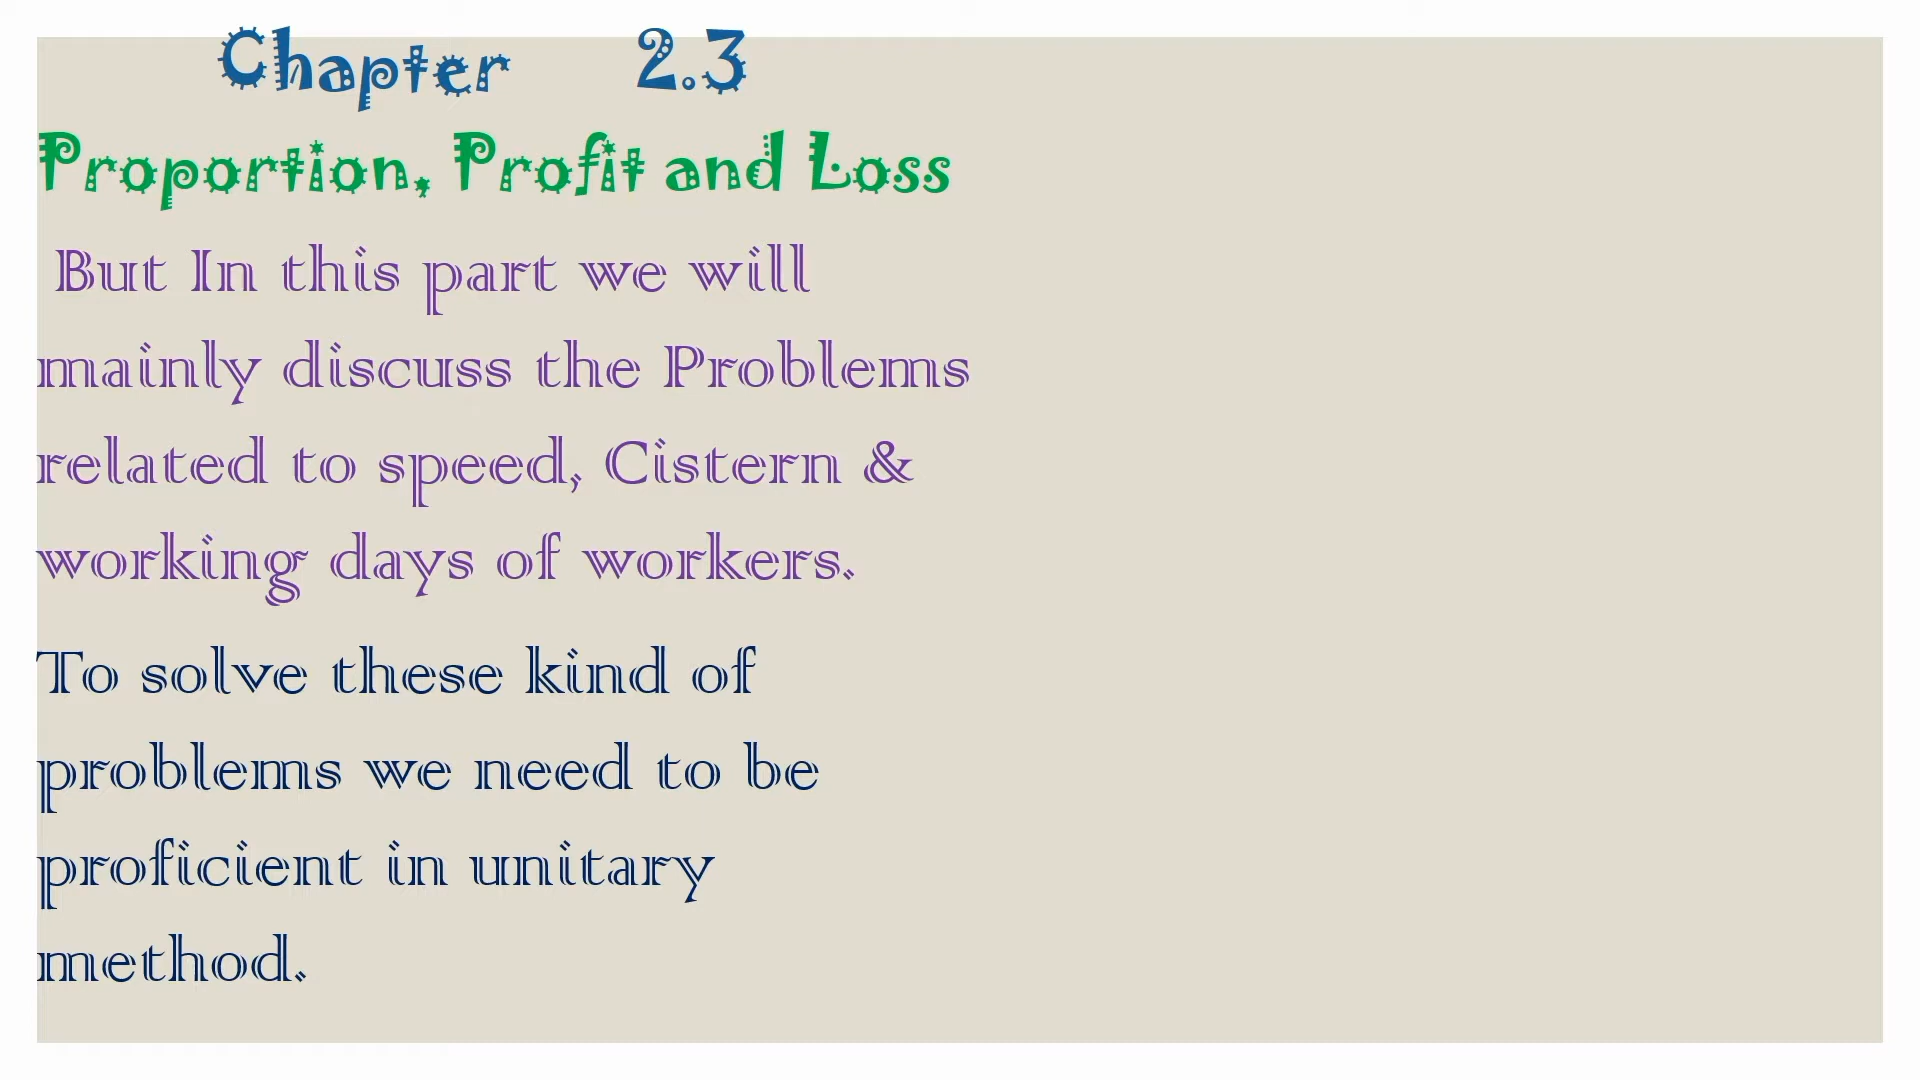 Chapter 2.3
Proportion, Profit and Loss
But In this part we will
mainly discuss the Problems
related to speed, Cistern &
working days of workers.
To solve these kind of
problems we need to be
proficient in unitary
method.